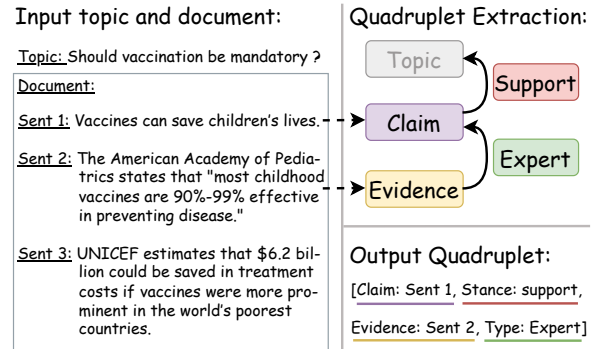 Input topic and document:
Topic: Should vaccination be mandatory ?
Document:
Sent 1: Vaccines can save children's lives.
Sent 2: The American Academy of Pedia-
trics states that "most childhood
vaccines are 90%-99% effective
in preventing disease."
Sent 3: UNICEF estimates that $6.2 bil-
lion could be saved in treatment
costs if vaccines were more pro-
minent in the world's poorest
countries.
Quadruplet Extraction:
Topic
Support
Claim
Expert
Evidence
Output Quadruplet:
[Claim: Sent 1, Stance: support,
Evidence: Sent 2, Type: Expert]